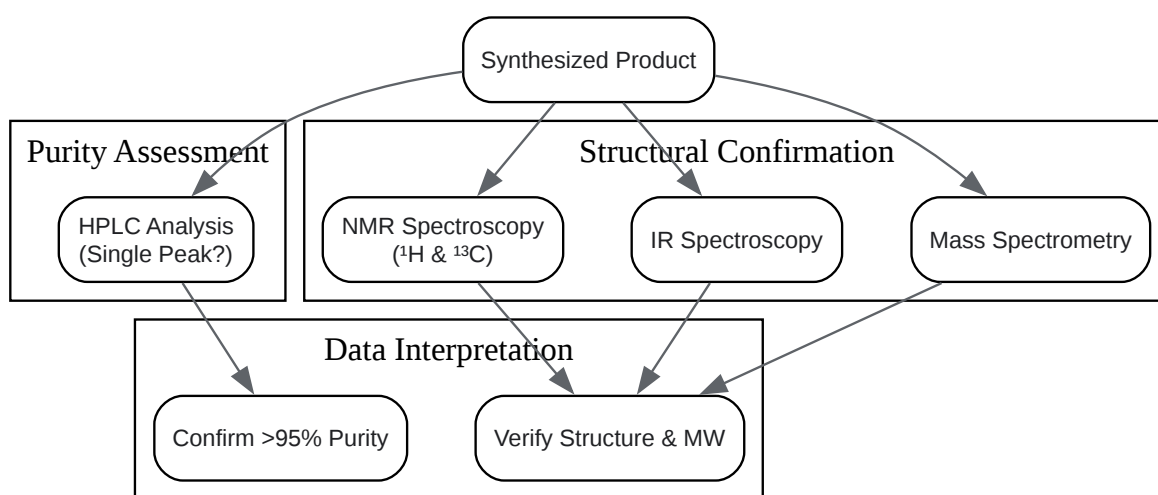 Synthesized Product
Purity Assessment
Structural Confirmation
HPLC Analysis
(Single Peak?)
NMR Spectroscopy
(¹H & ¹³C)
IR Spectroscopy
Mass Spectrometry
Data Interpretation
Confirm >95% Purity
Verify Structure & MW